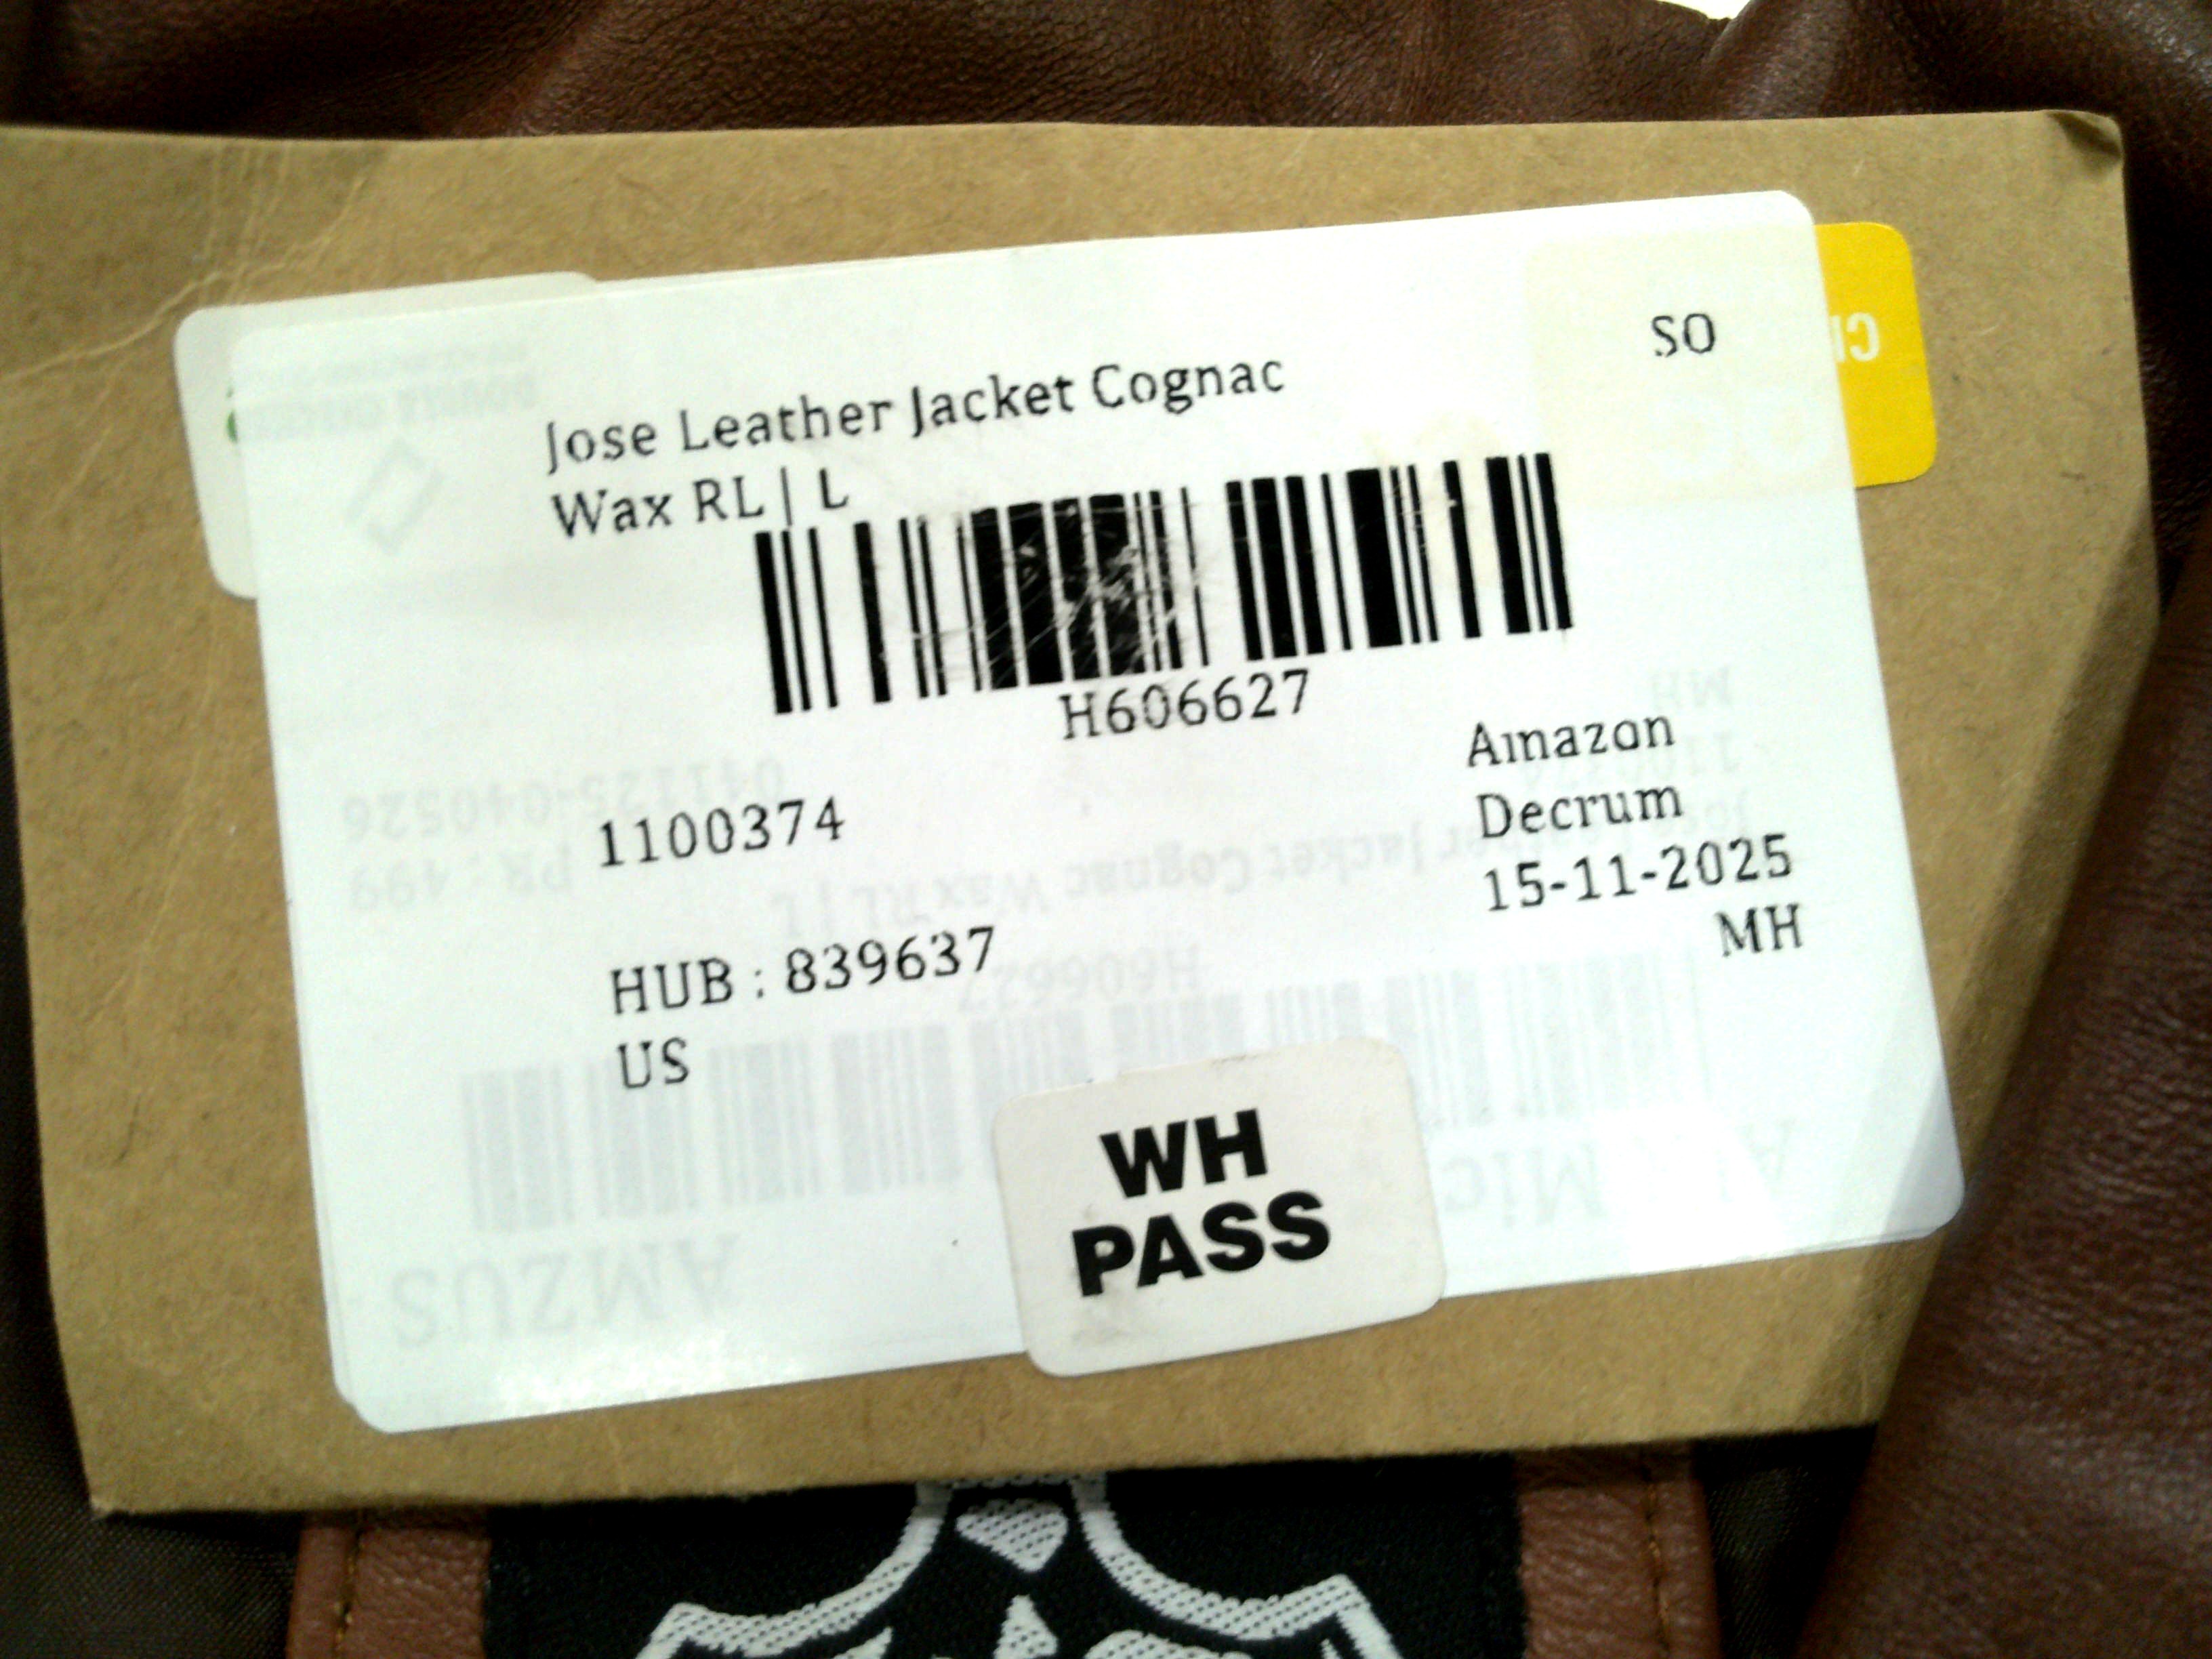 SO
Jose Leather Jacket Cognac
Wax RL | L
H606627
Amazon
Decrum
15-11-2025
MH
1100374
HUB : 839637
US
WH
PASS